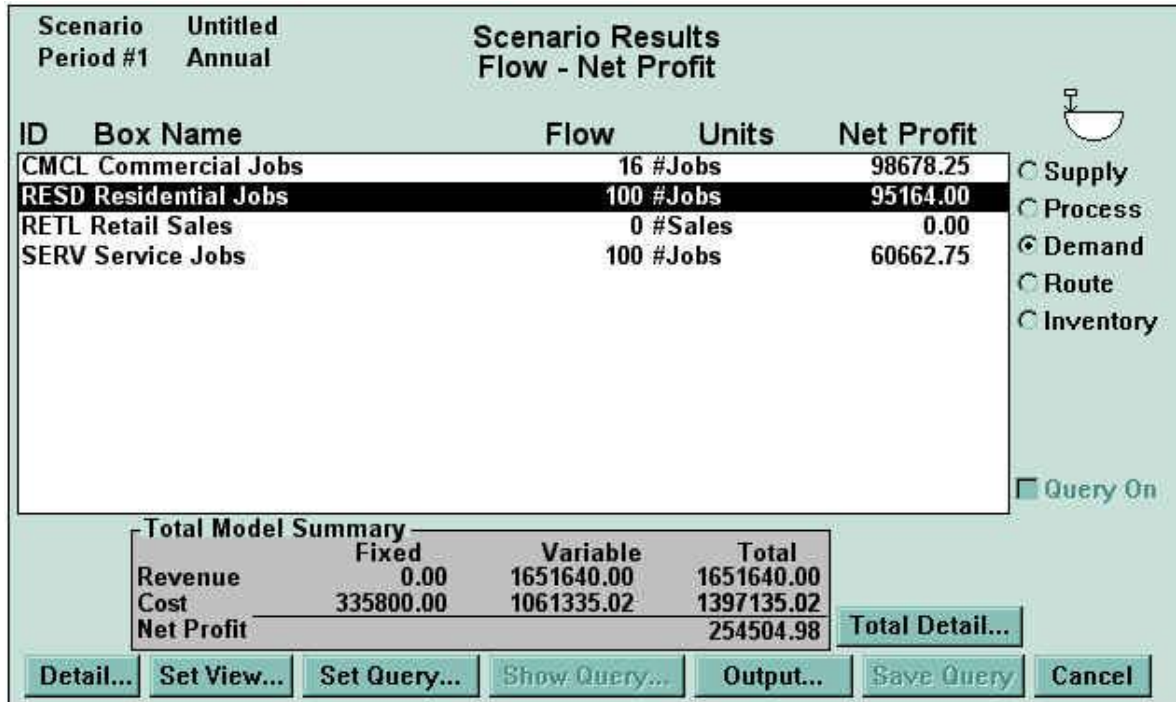 Scenario Untitled
Period #1 Annual
Scenario Results
Flow - Net Profit
ID Box Name Flow Units Net Profit
CMCL Commercial Jobs 16 #Jobs 98678.25
RESD Residential Jobs 100 #Jobs 95164.00
RETL Retail Sales 0 #Sales 0.00
SERV Service Jobs 100 #Jobs 60662.75
Supply
Process
Demand
Route
Inventory
Query On
Total Model Summary
Fixed Variable Total
Revenue 0.00 1651640.00 1651640.00
Cost 335800.00 1061335.02 1397135.02
Net Profit 254504.98
Total Detail...
Detail... Set View... Set Query... Show Query... Output... Save Query Cancel